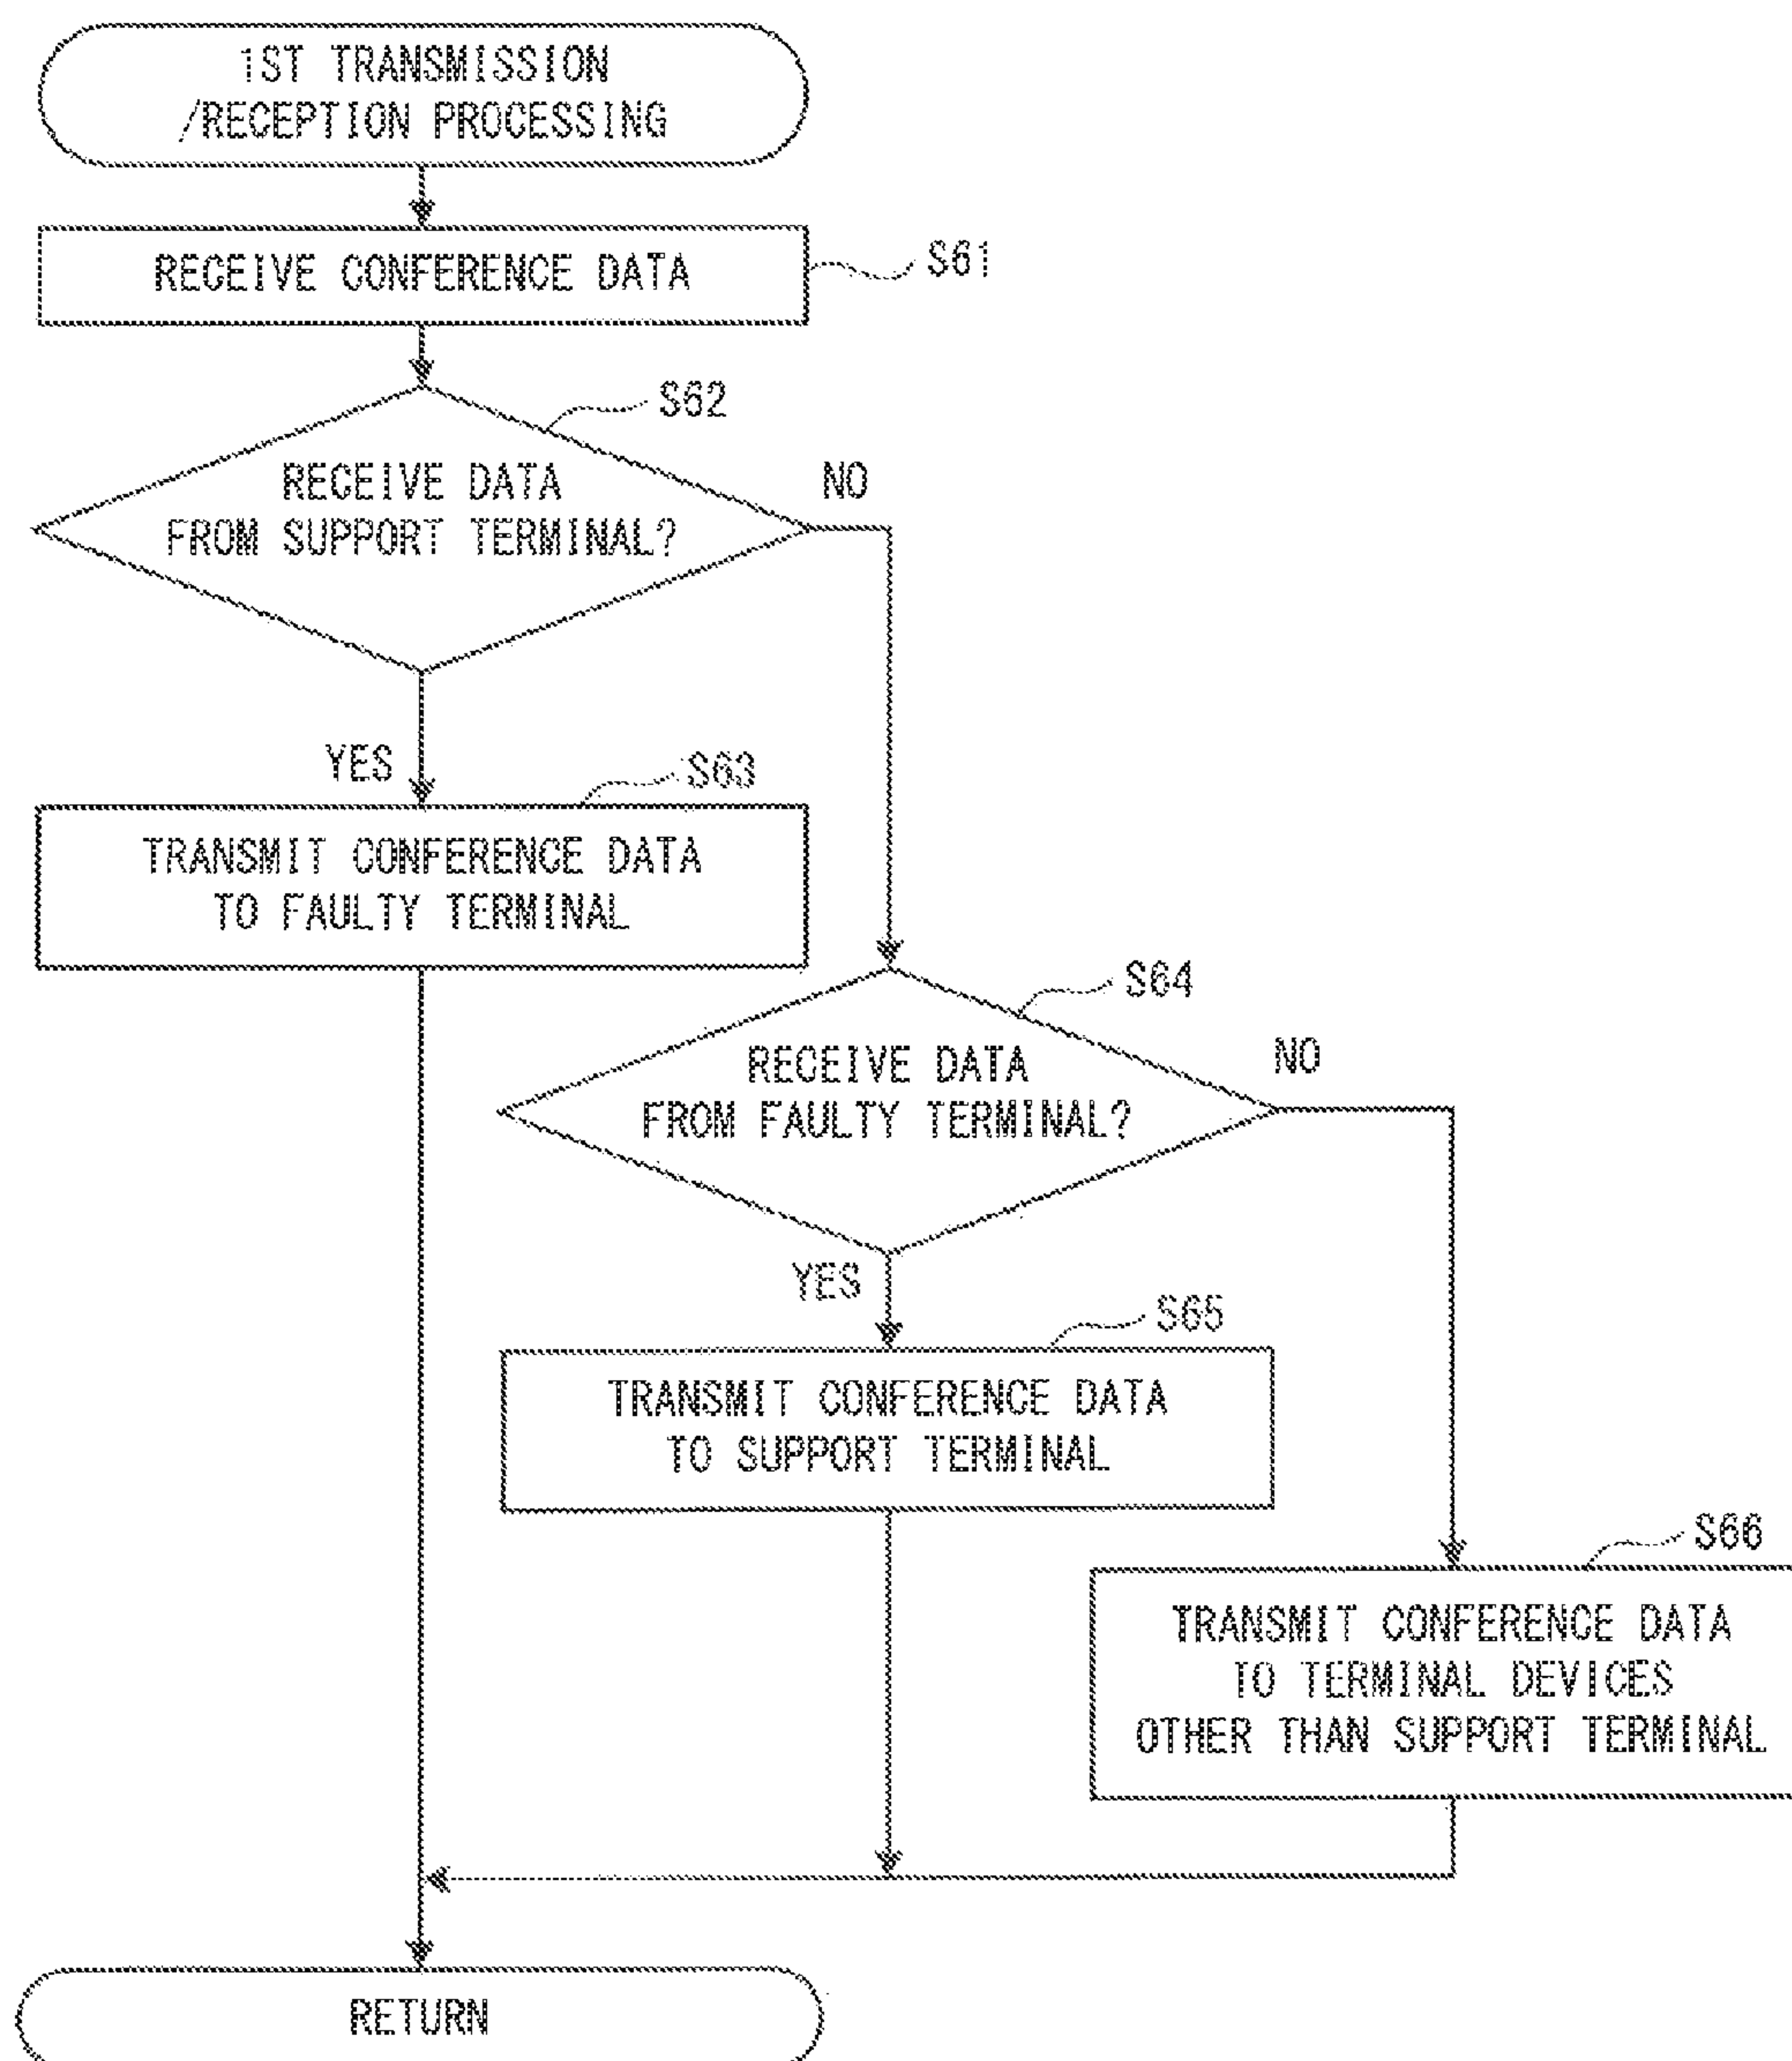 1ST TRANSMISSION
/RECEPTION PROCESSING
RECEIVE CONFERENCE DATA
S61
S62
RECEIVE DATA
FROM SUPPORT TERMINAL?
NO
YES
S63
TRANSMIT CONFERENCE DATA
TO FAULTY TERMINAL
S64
RECEIVE DATA
FROM FAULTY TERMINAL?
NO
YES
S65
TRANSMIT CONFERENCE DATA
TO SUPPORT TERMINAL
S66
TRANSMIT CONFERENCE DATA
TO TERMINAL DEVICES
OTHER THAN SUPPORT TERMINAL
RETURN